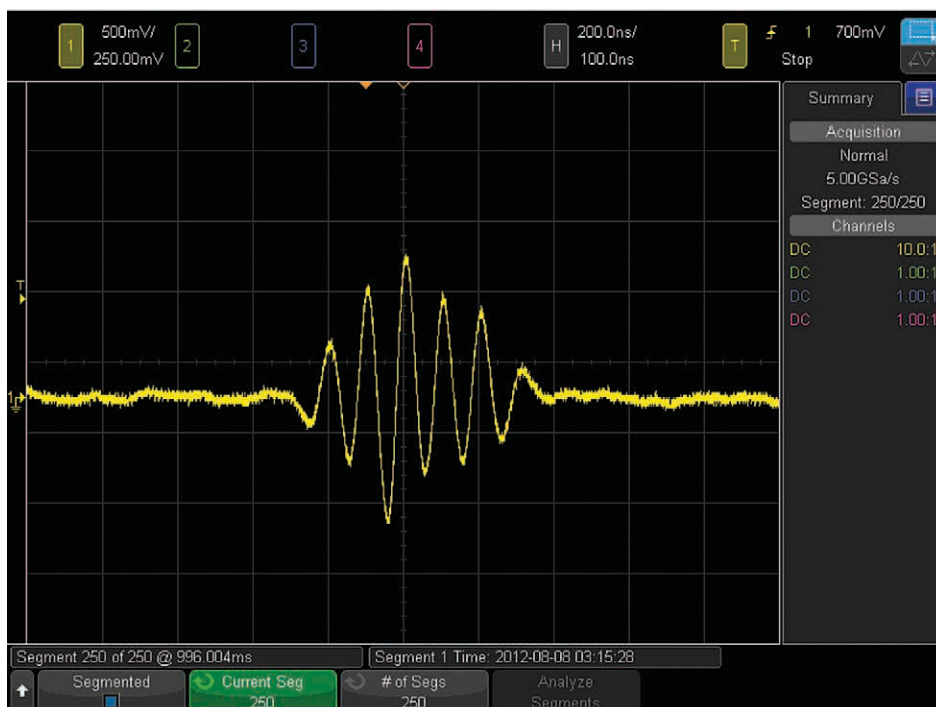 1 500mV/ 2 3 4 H 200.0ns/ T 1 700mV
250.00mV 100.0ns Stop
Summary
Acquisition
Normal
5.00GSa/s
Segment: 250/250
Channels
DC 10.0:1
DC 1.00:1
DC 1.00:1
DC 1.00:1
T
1
Segment 250 of 250 @ 996.004ms Segment 1 Time: 2012-08-08 03:15:28
Segmented Current Seg # of Segs Analyze
250 250 Segments